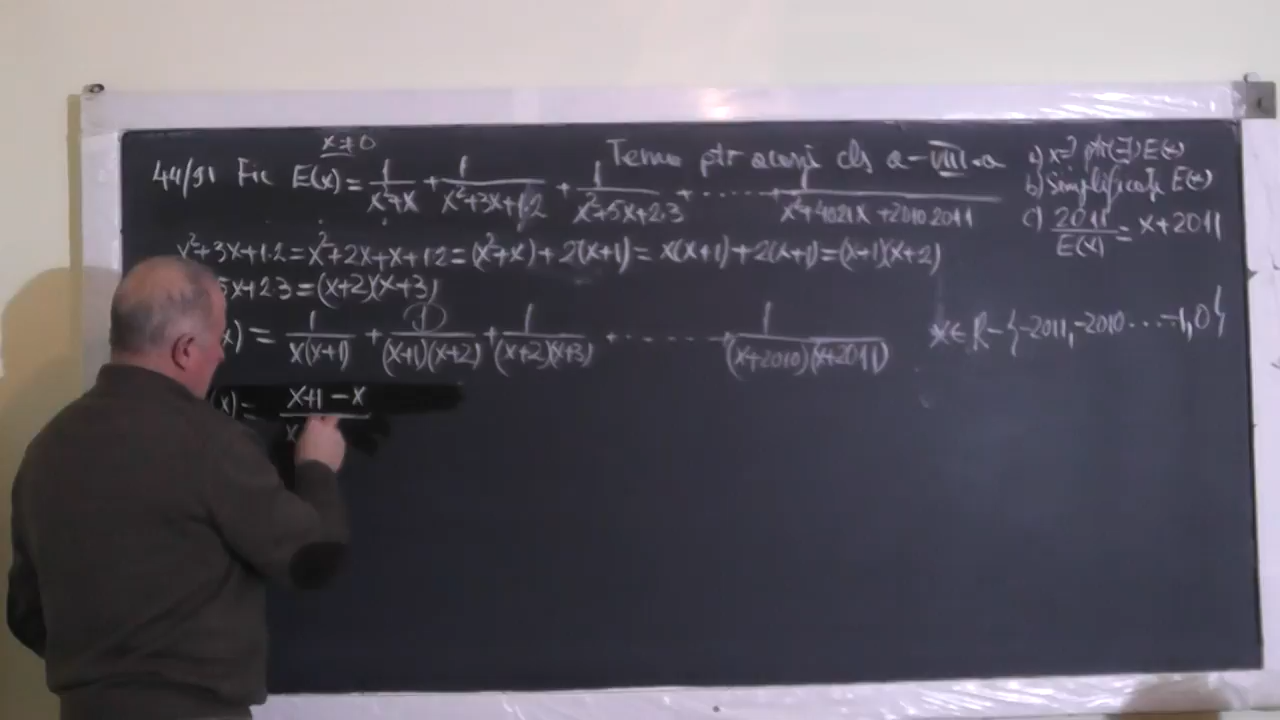 x≠0
Tema ptr acasă cls a-VIII-a
44/91 Fie E(x) = 1/(x²+x) + 1/(x²+3x+1.2) + 1/(x²+5x+2.3) + ...... + 1/(x²+4021x+2010.2011)
a) x=? ptr (∃) E(x)
b) Simplificați E(x)
c) 2011/E(x) = x+2011
x²+3x+1.2=x²+2x+x+1.2=(x²+x)+2(x+1)=x(x+1)+2(x+1)=(x+1)(x+2)
5x+2.3=(x+2)(x+3)
x) = 1/(x(x+1)) + 1/((x+1)(x+2)) + 1/((x+2)(x+3)) + ....... + 1/((x+2010)(x+2011))
x∈R-{-2011,-2010.....-1,0}
(x)= (x+1-x)/x